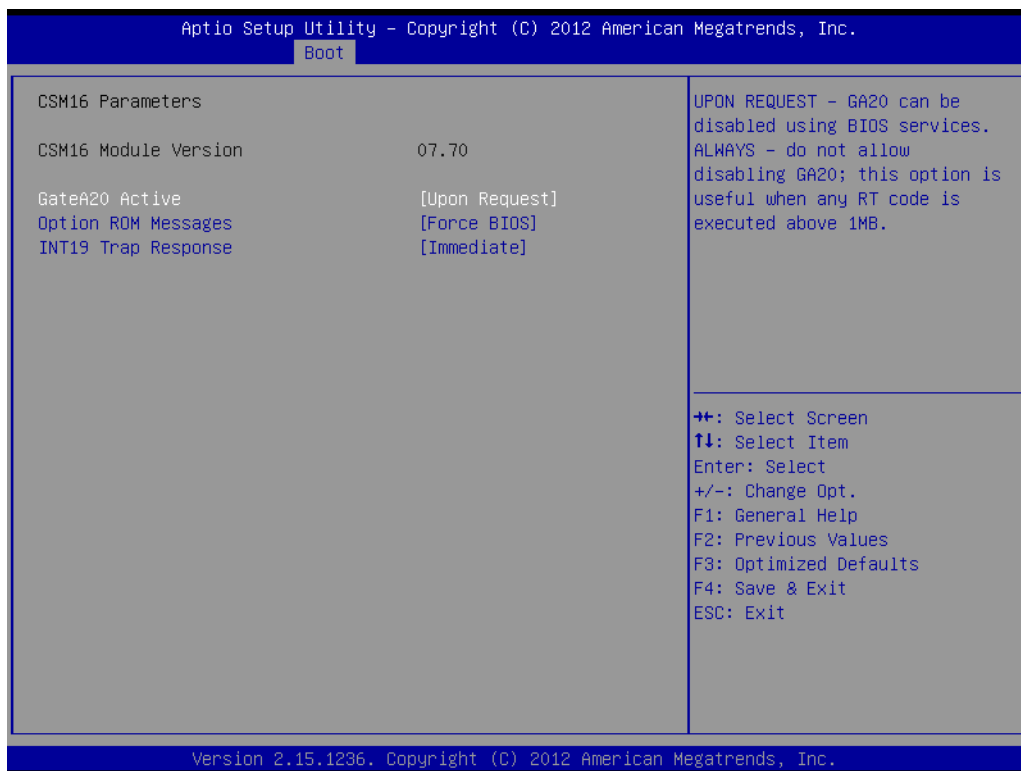 Aptio Setup Utility – Copyright (C) 2012 American Megatrends, Inc.
Boot
CSM16 Parameters
CSM16 Module Version 07.70
GateA20 Active [Upon Request]
Option ROM Messages [Force BIOS]
INT19 Trap Response [Immediate]
UPON REQUEST – GA20 can be
disabled using BIOS services.
ALWAYS – do not allow
disabling GA20; this option is
useful when any RT code is
executed above 1MB.
→←: Select Screen
↑↓: Select Item
Enter: Select
+/-: Change Opt.
F1: General Help
F2: Previous Values
F3: Optimized Defaults
F4: Save & Exit
ESC: Exit
Version 2.15.1236. Copyright (C) 2012 American Megatrends, Inc.